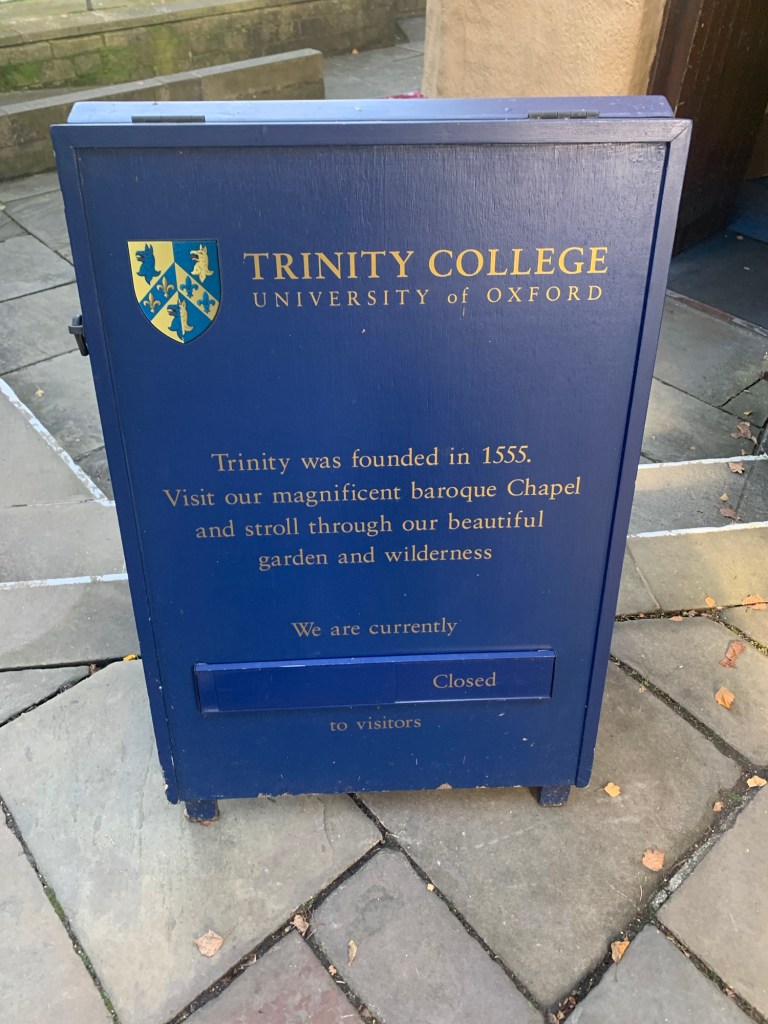 TRINITY COLLEGE
UNIVERSITY of OXFORD
Trinity was founded in 1555.
Visit our magnificent baroque Chapel
and stroll through our beautiful
garden and wilderness
We are currently
Closed
to visitors